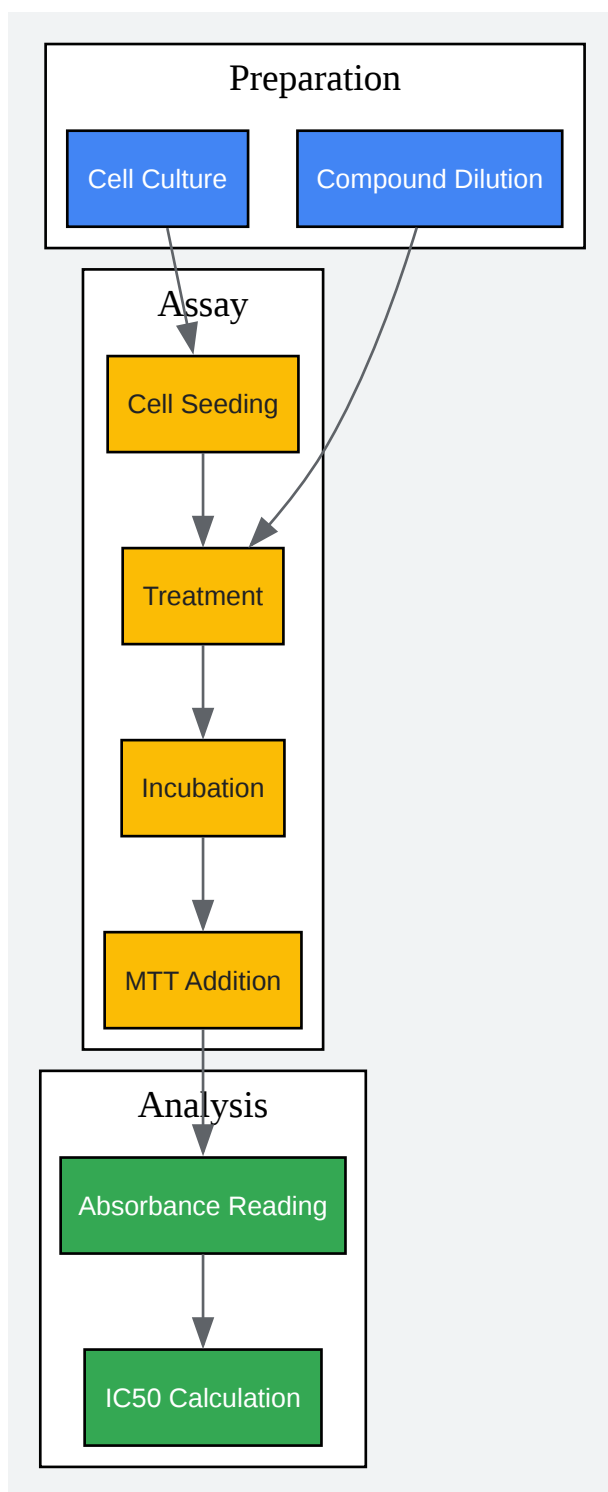 Preparation
Cell Culture
Compound Dilution
Assay
Cell Seeding
Treatment
Incubation
MTT Addition
Analysis
Absorbance Reading
IC50 Calculation